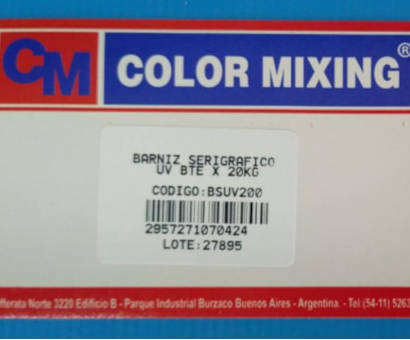 CM COLOR MIXING®
BARNIZ SERIGRAFICO
UV BTE X 20KG
CODIGO:BSUV200
2957271070424
LOTE:27895
Norte 3220 Edificio B - Parque Industrial Burzaco Buenos Aires - Argentina - Tel (54-11) 5263